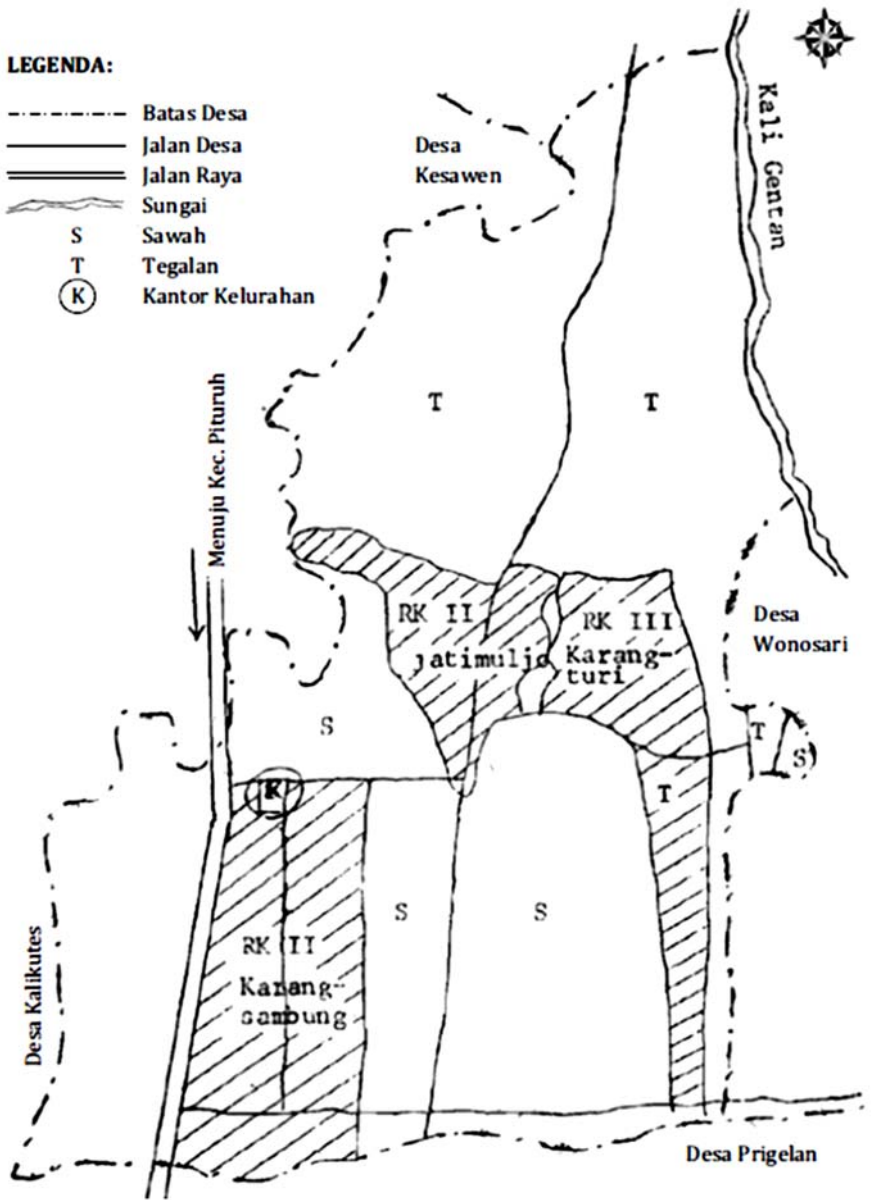 LEGENDA:
Batas Desa
Jalan Desa
Jalan Raya
Sungai
S Sawah
T Tegalan
K Kantor Kelurahan
Desa
Kesawen
Kali Gentan
Menuju Kec. Pituruh
T
T
RK II
jatimuljo
RK III
Karang-
turi
Desa
Wonosari
S
T
S
K
T
S
S
RK II
Karang-
sambung
Desa Kalikutes
Desa Prigelan